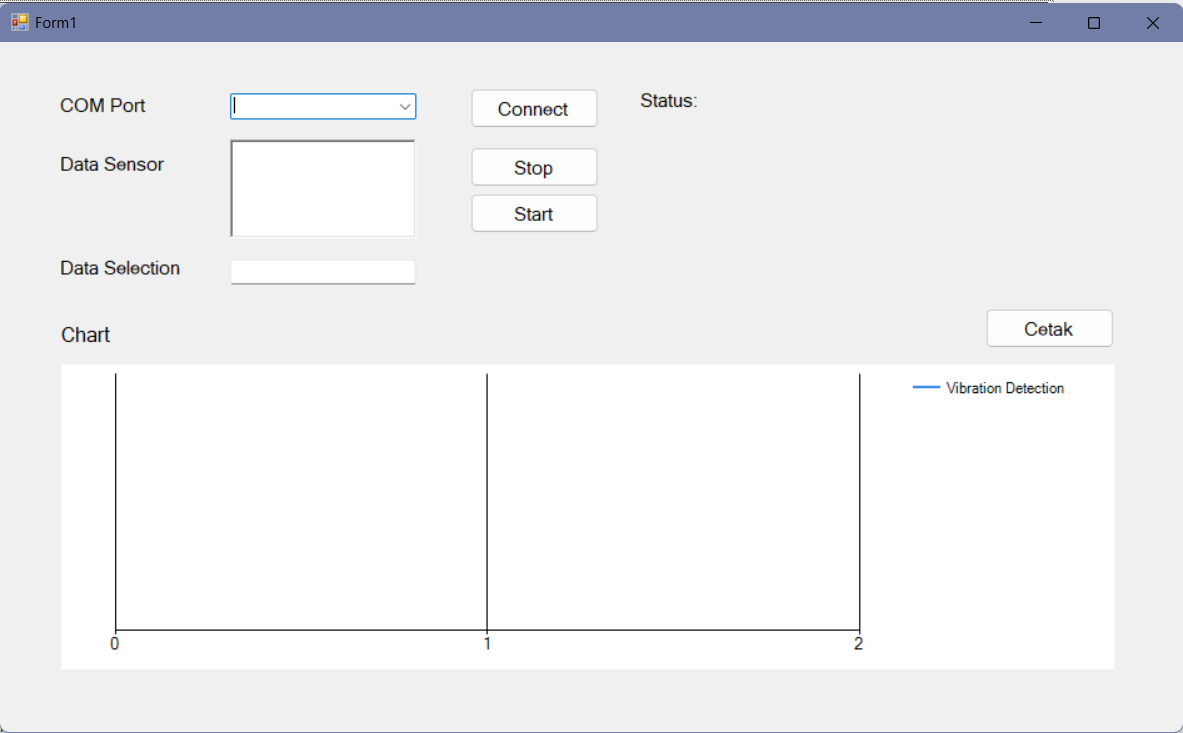 Form1
COM Port
Connect
Status:
Data Sensor
Stop
Start
Data Selection
Chart
Cetak
Vibration Detection
0 1 2